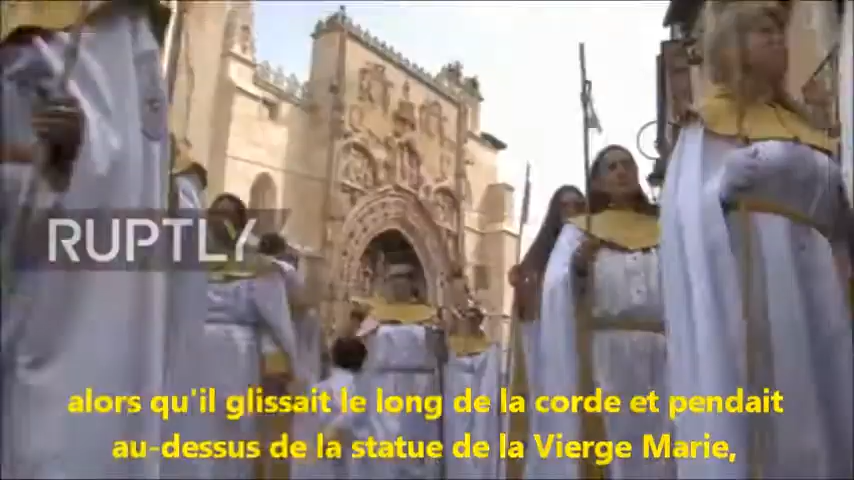 RUPTLY
alors qu'il glissait le long de la corde et pendait
au-dessus de la statue de la Vierge Marie,